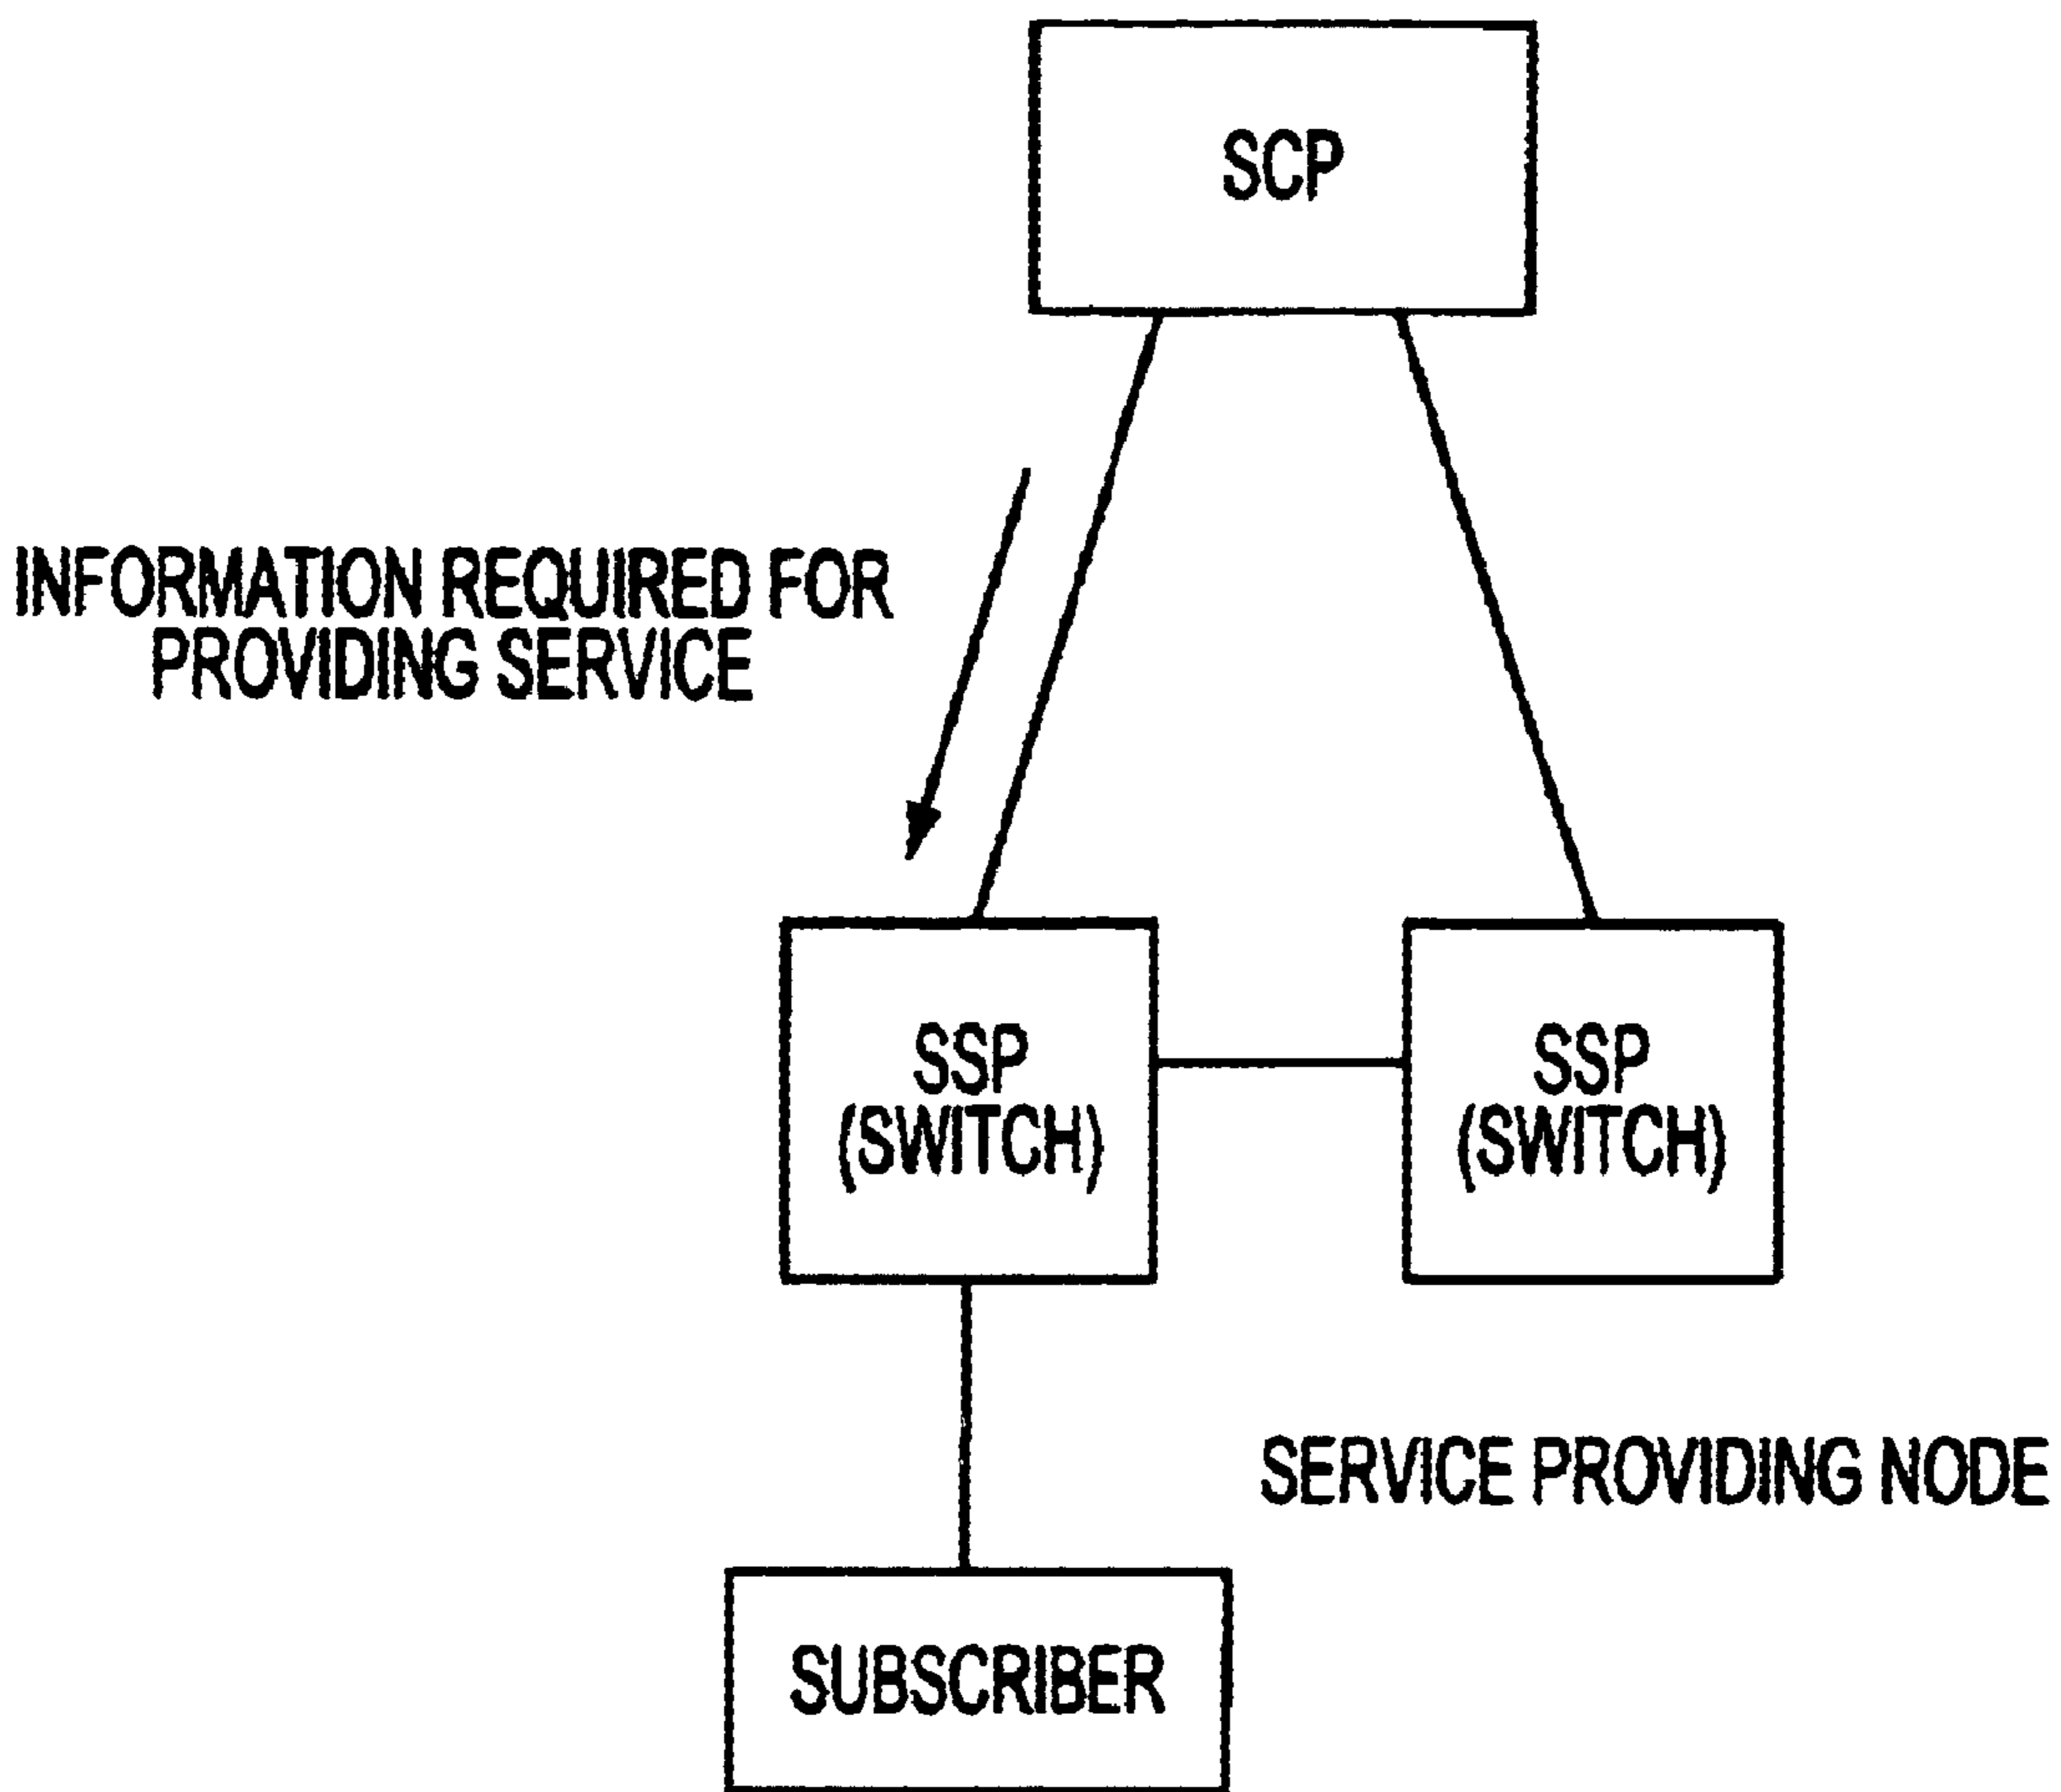 SCP
INFORMATION REQUIRED FOR
PROVIDING SERVICE
SSP
(SWITCH)
SSP
(SWITCH)
SERVICE PROVIDING NODE
SUBSCRIBER